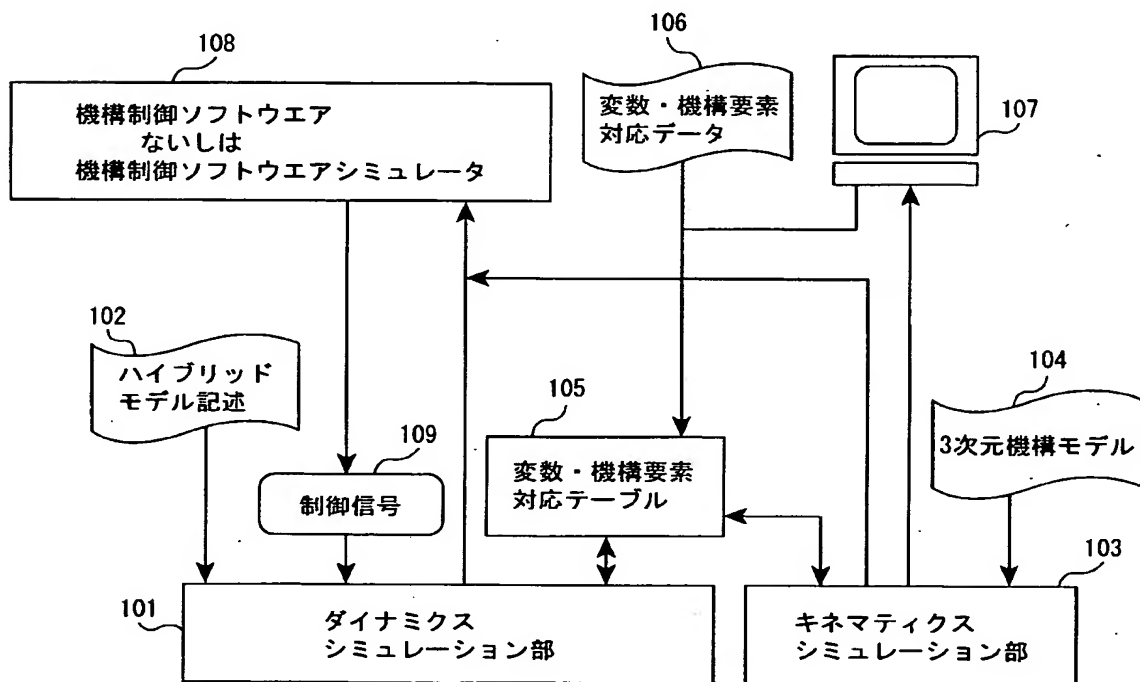 108
機構制御ソフトウエア
ないしは
機構制御ソフトウエアシミュレータ
106
変数・機構要素
対応データ
107
102
ハイブリッド
モデル記述
109
制御信号
105
変数・機構要素
対応テーブル
104
3次元機構モデル
101
ダイナミクス
シミュレーション部
103
キネマティクス
シミュレーション部